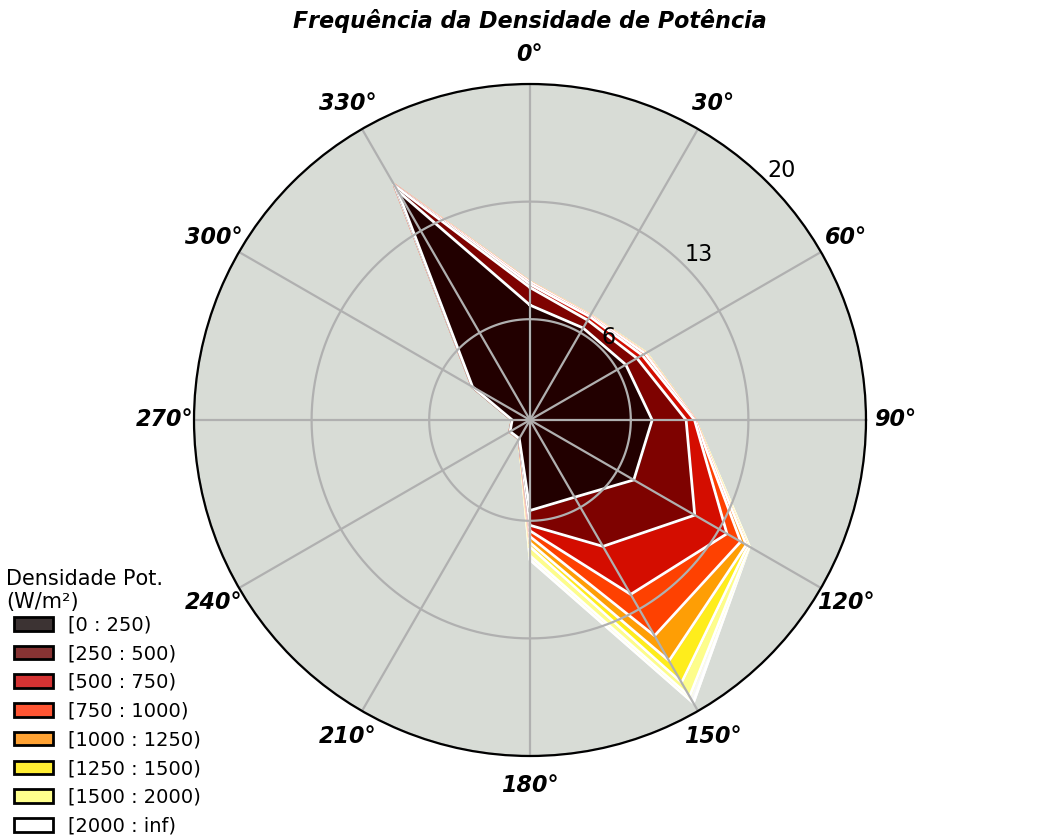 Frequência da Densidade de Potência
0°
330°
30°
20
300°
60°
13
6
270°
90°
240°
120°
210°
150°
180°
Densidade Pot.
(W/m²)
[0 : 250)
[250 : 500)
[500 : 750)
[750 : 1000)
[1000 : 1250)
[1250 : 1500)
[1500 : 2000)
[2000 : inf)